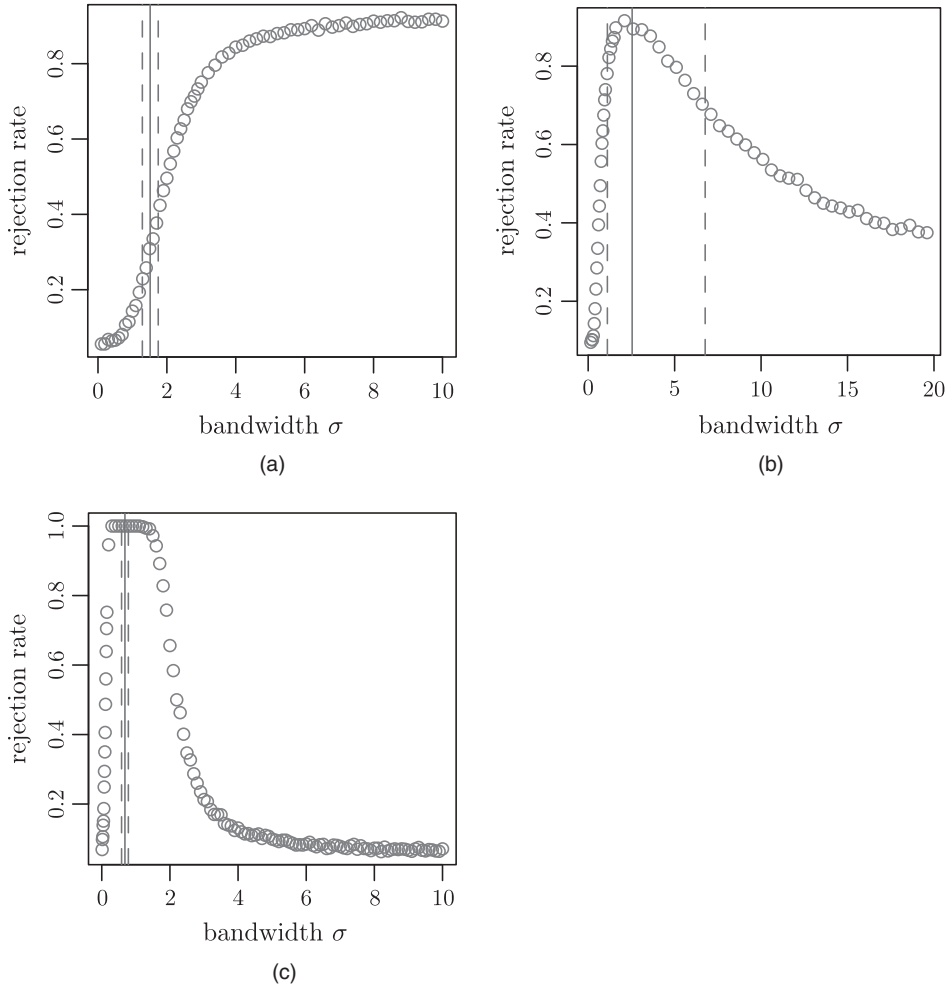 rejection rate
0.2 0.4 0.6 0.8
0 2 4 6 8 10
bandwidth σ
(a)
rejection rate
0.2 0.4 0.6 0.8
0 5 10 15 20
bandwidth σ
(b)
rejection rate
0.2 0.4 0.6 0.8 1.0
0 2 4 6 8 10
bandwidth σ
(c)